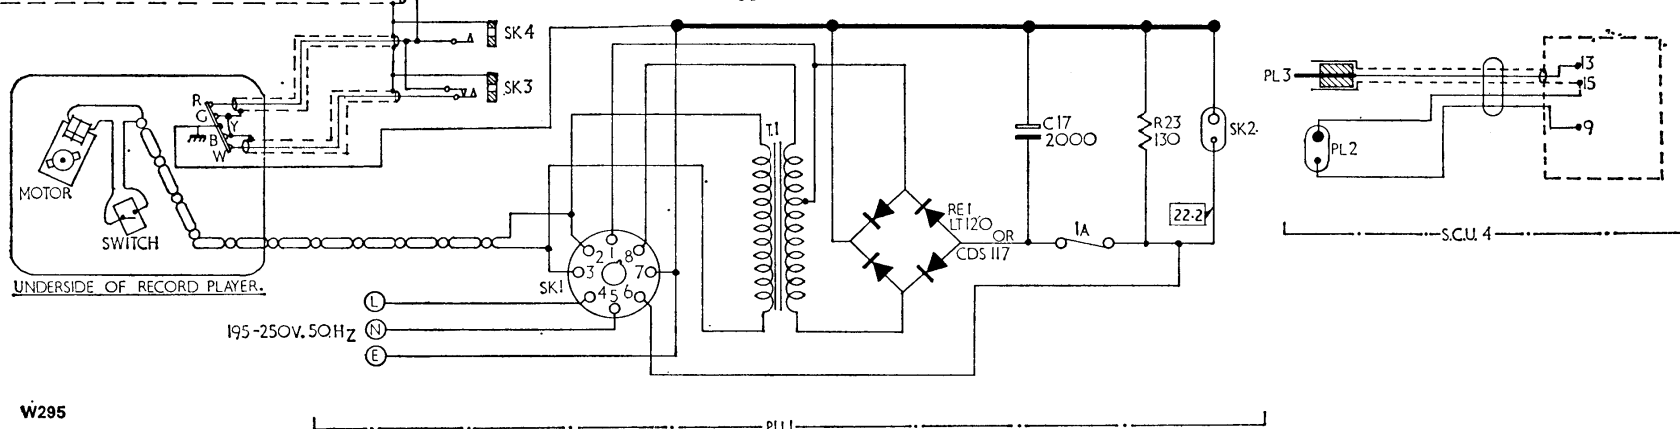 SK4
SK3
R
G
Y
B
W
MOTOR
SWITCH
UNDERSIDE OF RECORD PLAYER.
L
195-250V. 50HZ
N
E
SK1
1
2
3
4
5
6
7
8
T.1
RE1
LT120
OR
CDS 117
C17
2000
1A
R23
130
SK2.
22·2
PL3
PL2
13
15
9
S.C.U. 4
W295